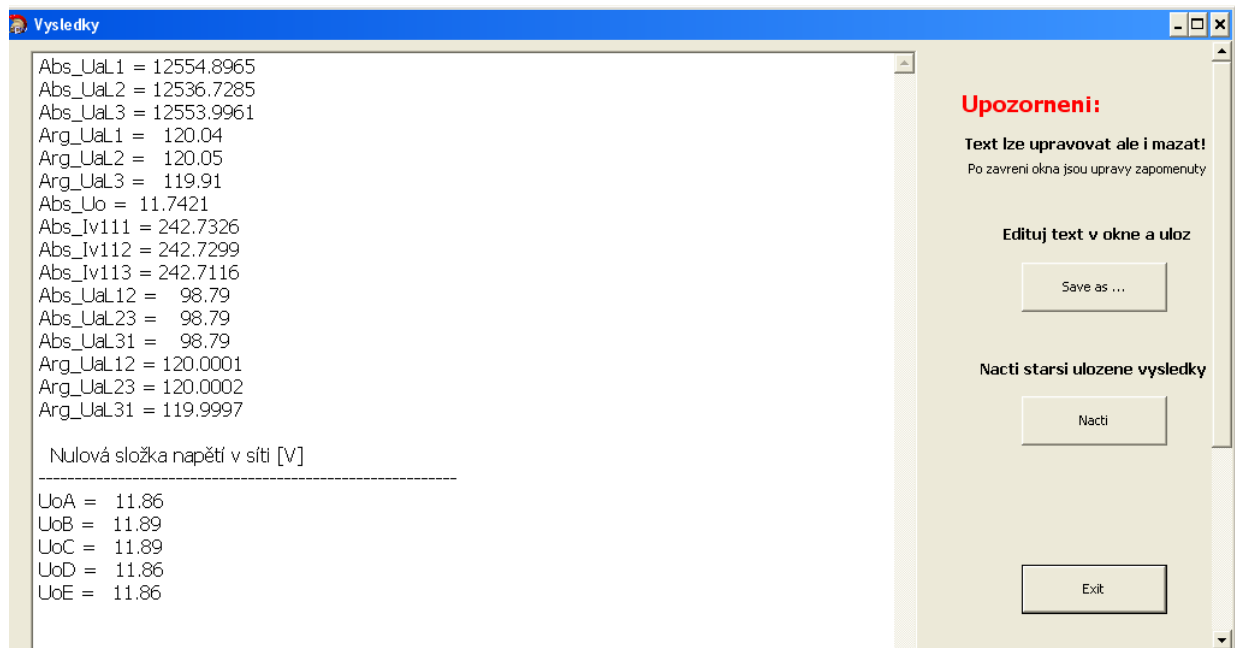 Vysledky
Abs_UaL1 = 12554.8965
Abs_UaL2 = 12536.7285
Abs_UaL3 = 12553.9961
Arg_UaL1 =   120.04
Arg_UaL2 =   120.05
Arg_UaL3 =   119.91
Abs_Uo =  11.7421
Abs_Iv111 = 242.7326
Abs_Iv112 = 242.7299
Abs_Iv113 = 242.7116
Abs_UaL12 =    98.79
Abs_UaL23 =    98.79
Abs_UaL31 =    98.79
Arg_UaL12 = 120.0001
Arg_UaL23 = 120.0002
Arg_UaL31 = 119.9997
Nulová složka napětí v síti [V]
----------------------------------------------------------
UoA =   11.86
UoB =   11.89
UoC =   11.89
UoD =   11.86
UoE =   11.86
Upozorneni:
Text lze upravovat ale i mazat!
Po zavreni okna jsou upravy zapomenuty
Edituj text v okne a uloz
Save as ...
Nacti starsi ulozene vysledky
Nacti
Exit